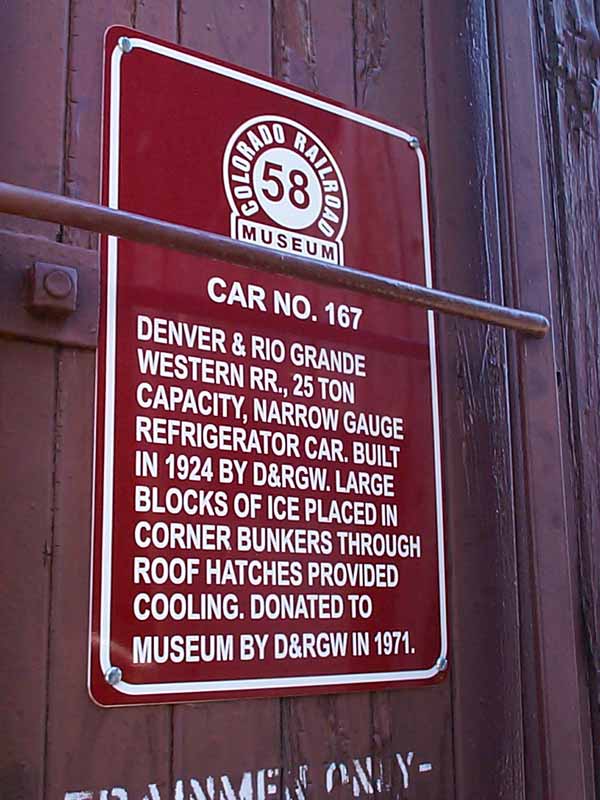 COLORADO RAILROAD
58
MUSEUM
CAR NO. 167
DENVER & RIO GRANDE
WESTERN RR., 25 TON
CAPACITY, NARROW GAUGE
REFRIGERATOR CAR. BUILT
IN 1924 BY D&RGW. LARGE
BLOCKS OF ICE PLACED IN
CORNER BUNKERS THROUGH
ROOF HATCHES PROVIDED
COOLING. DONATED TO
MUSEUM BY D&RGW IN 1971.
TRAINMEN ONLY-